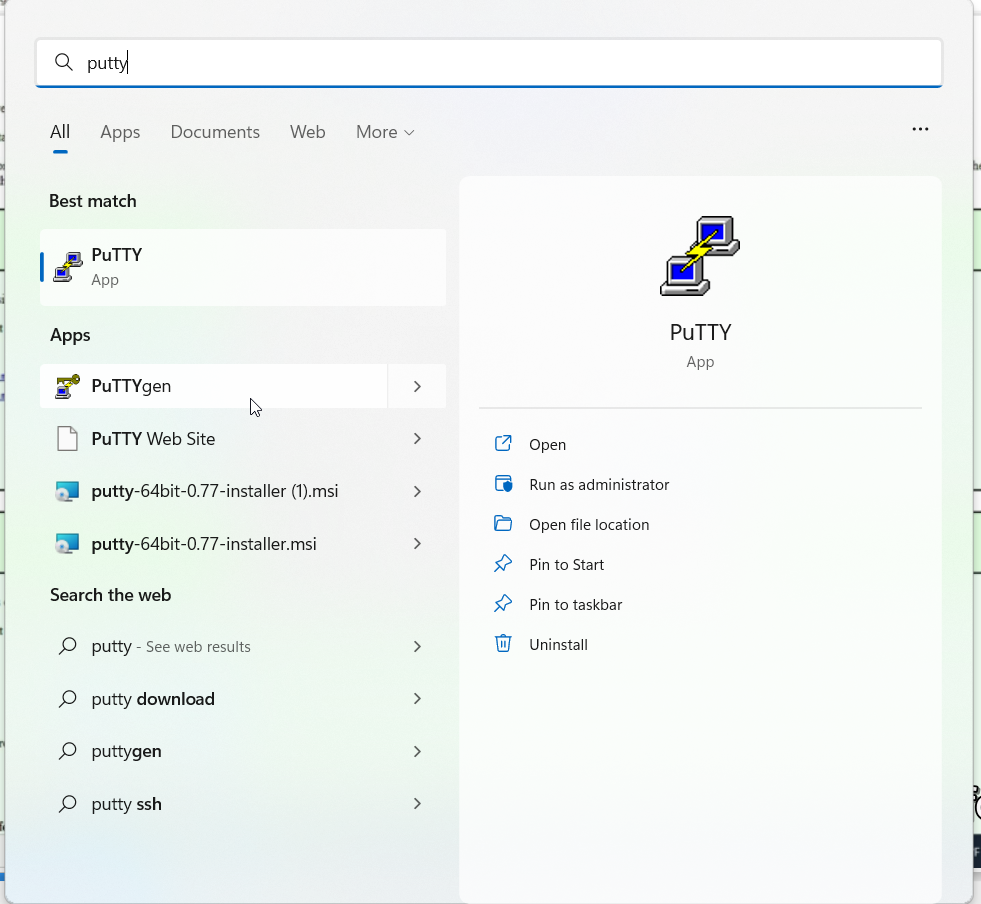 putty
All Apps Documents Web More
Best match
PuTTY
App
Apps
PuTTYgen
PuTTY Web Site
putty-64bit-0.77-installer (1).msi
putty-64bit-0.77-installer.msi
Search the web
putty - See web results
putty download
puttygen
putty ssh
PuTTY
App
Open
Run as administrator
Open file location
Pin to Start
Pin to taskbar
Uninstall